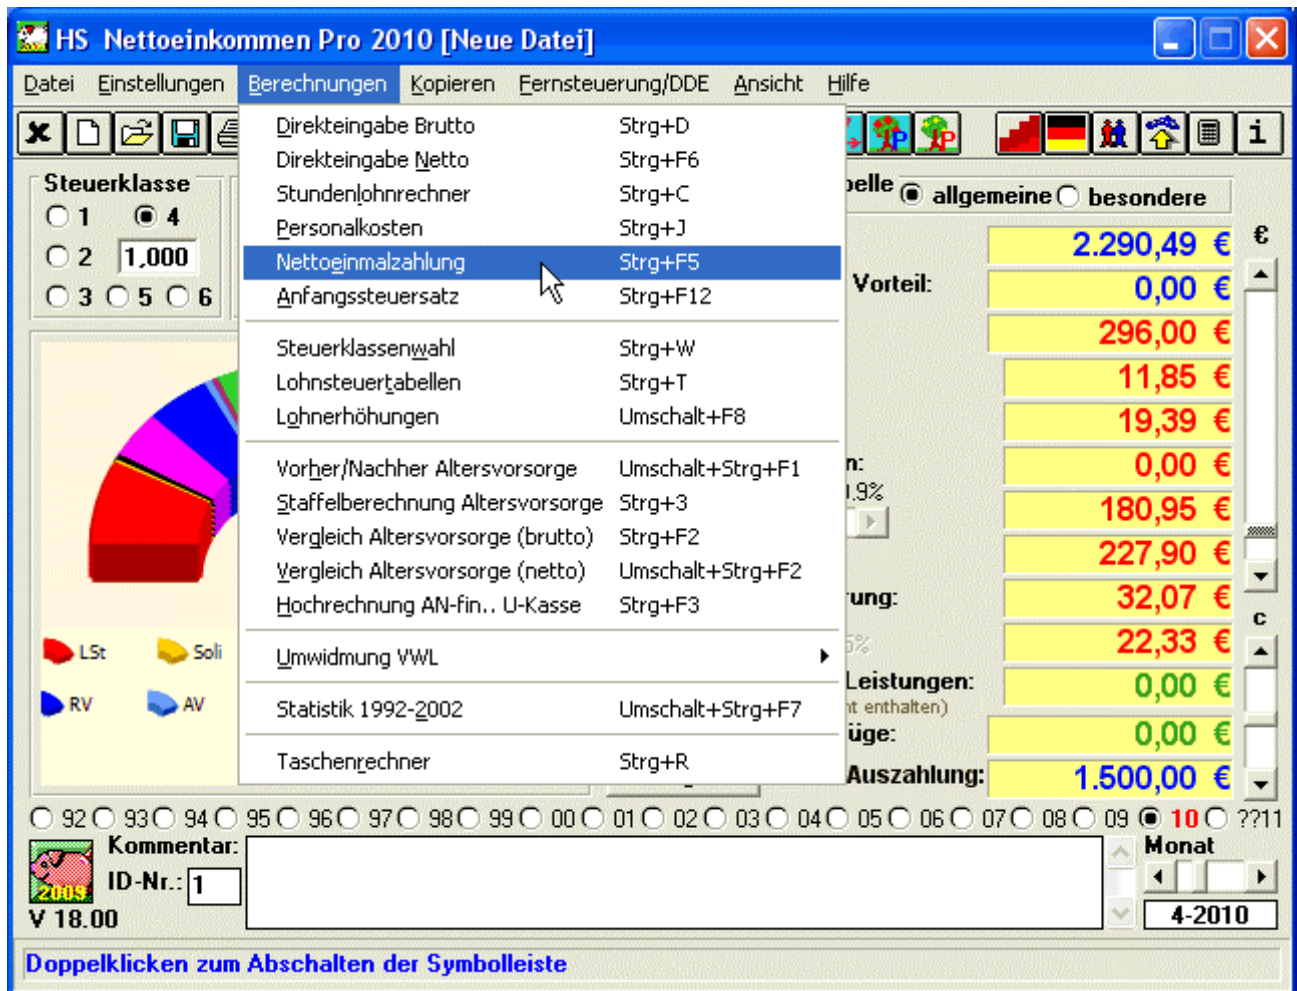 HS Nettoeinkommen Pro 2010 [Neue Datei]
Datei Einstellungen Berechnungen Kopieren Fernsteuerung/DDE Ansicht Hilfe
Direkteingabe Brutto Strg+D
Direkteingabe Netto Strg+F6
Stundenlohnrechner Strg+C
Personalkosten Strg+J
Nettoeinmalzahlung Strg+F5
Anfangssteuersatz Strg+F12
Steuerklassenwahl Strg+W
Lohnsteuertabellen Strg+T
Lohnerhöhungen Umschalt+F8
Vorher/Nachher Altersvorsorge Umschalt+Strg+F1
Staffelberechnung Altersvorsorge Strg+3
Vergleich Altersvorsorge (brutto) Strg+F2
Vergleich Altersvorsorge (netto) Umschalt+Strg+F2
Hochrechnung AN-fin.. U-Kasse Strg+F3
Umwidmung VWL
Statistik 1992-2002 Umschalt+Strg+F7
Taschenrechner Strg+R
Steuerklasse
1 4
2 1,000
3 5 6
LSt Soli
RV AV
belle allgemeine besondere
2.290,49 € €
Vorteil: 0,00 €
296,00 €
11,85 €
19,39 €
n: 0,00 €
.9%
180,95 €
227,90 €
rung: 32,07 €
c
5% 22,33 €
Leistungen: 0,00 €
t enthalten)
üge: 0,00 €
Auszahlung: 1.500,00 €
92 93 94 95 96 97 98 99 00 01 02 03 04 05 06 07 08 09 10 ??11
Kommentar: Monat
ID-Nr.: 1
2009
V 18.00 4-2010
Doppelklicken zum Abschalten der Symbolleiste